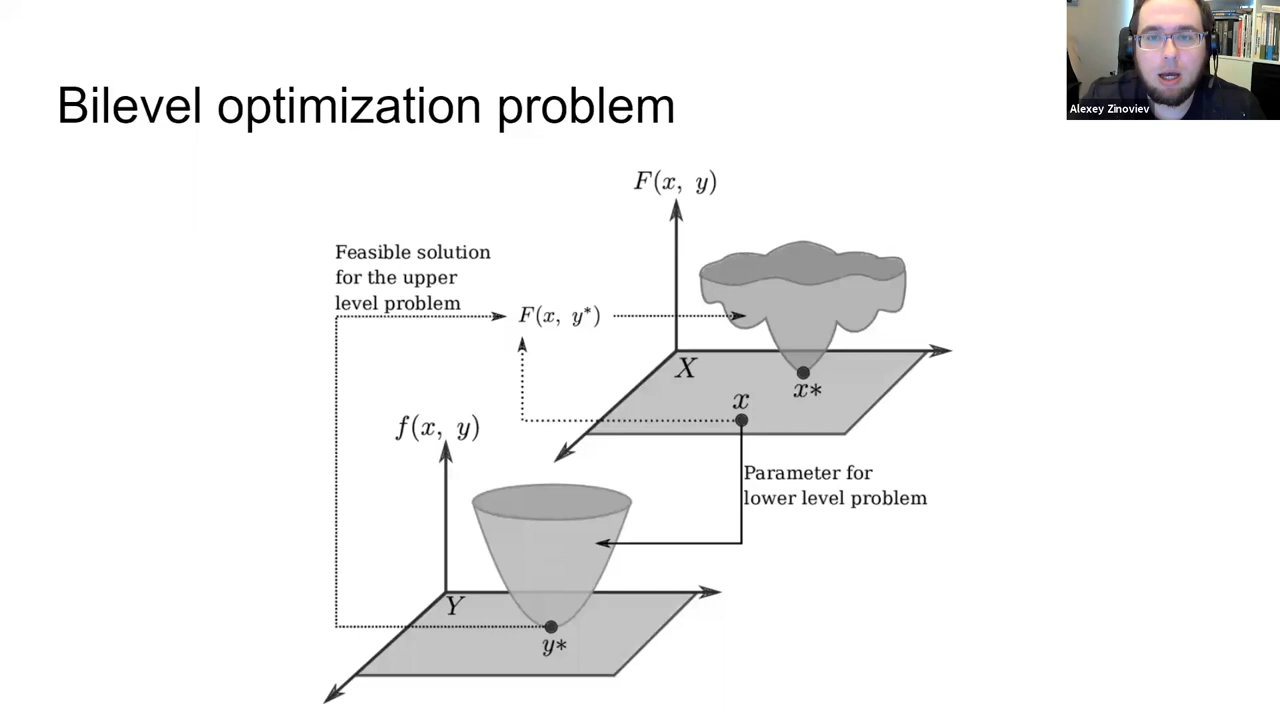 Alexey Zinoviev
Bilevel optimization problem
F(x, y)
Feasible solution
for the upper
level problem
F(x, y*)
X
x*
x
f(x, y)
Parameter for
lower level problem
Y
y*